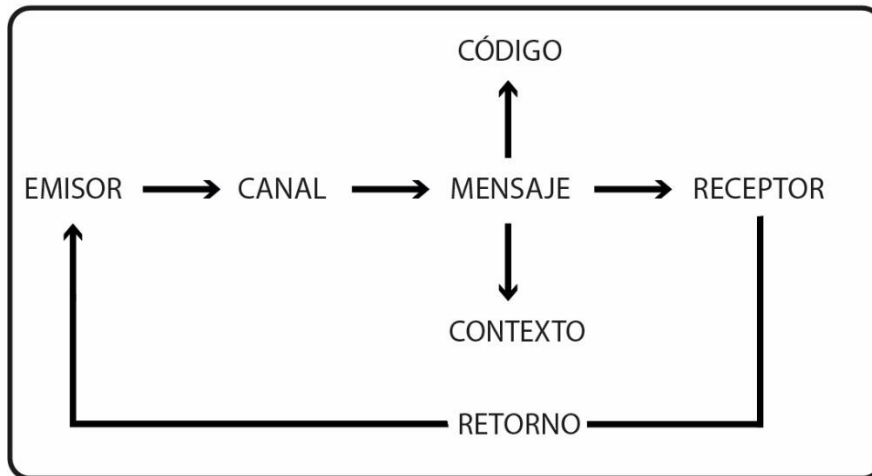 CÓDIGO
EMISOR CANAL MENSAJE RECEPTOR
CONTEXTO
RETORNO